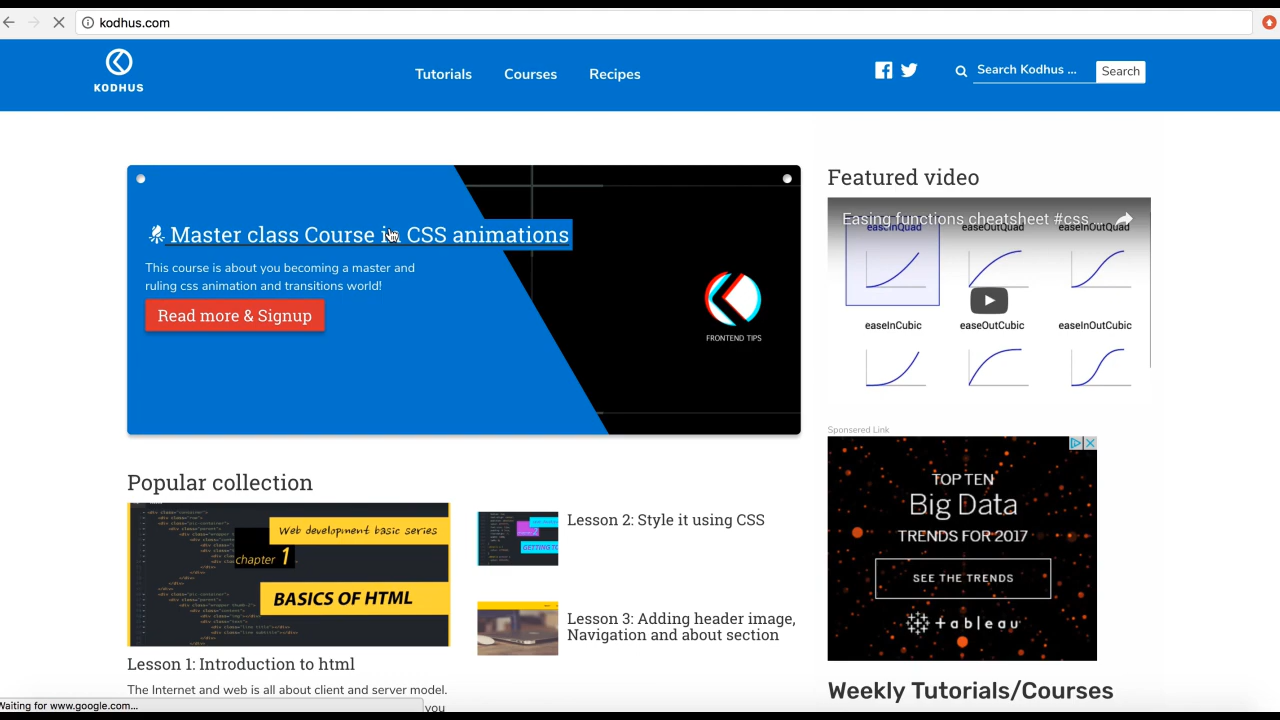 kodhus.com
KODHUS
Tutorials
Courses
Recipes
Search Kodhus ...
Search
Master class Course in CSS animations
This course is about you becoming a master and
ruling css animation and transitions world!
Read more & Signup
FRONTEND TIPS
Featured video
Easing functions cheatsheet #css ...
easeInQuad
easeOutQuad
easeInOutQuad
easeInCubic
easeOutCubic
easeInOutCubic
Sponsored Link
TOP TEN
Big Data
TRENDS FOR 2017
SEE THE TRENDS
tableau
Popular collection
Web development basic series
chapter 1
BASICS OF HTML
Lesson 1: Introduction to html
The Internet and web is all about client and server model.
you
Lesson 2: Style it using CSS
Lesson 3: Adding header image,
Navigation and about section
Weekly Tutorials/Courses
Waiting for www.google.com...